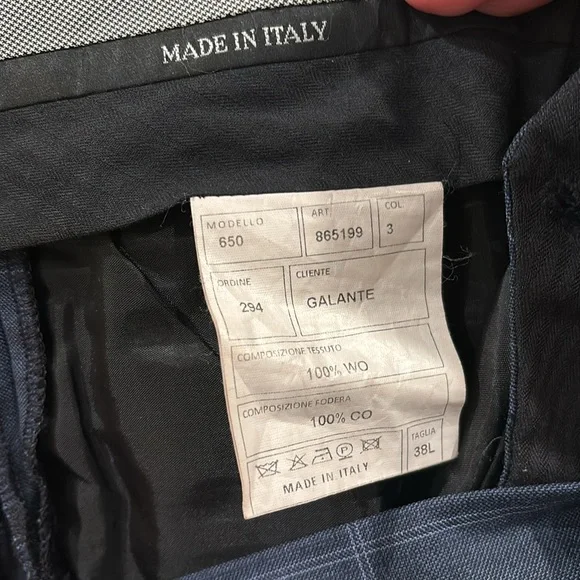 MADE IN ITALY
MODELLO
650
ART.
865199
COL.
3
ORDINE
294
CLIENTE
GALANTE
COMPOSIZIONE TESSUTO
100% WO
COMPOSIZIONE FODERA
100% CO
P
MADE IN ITALY
TAGLIA
38L